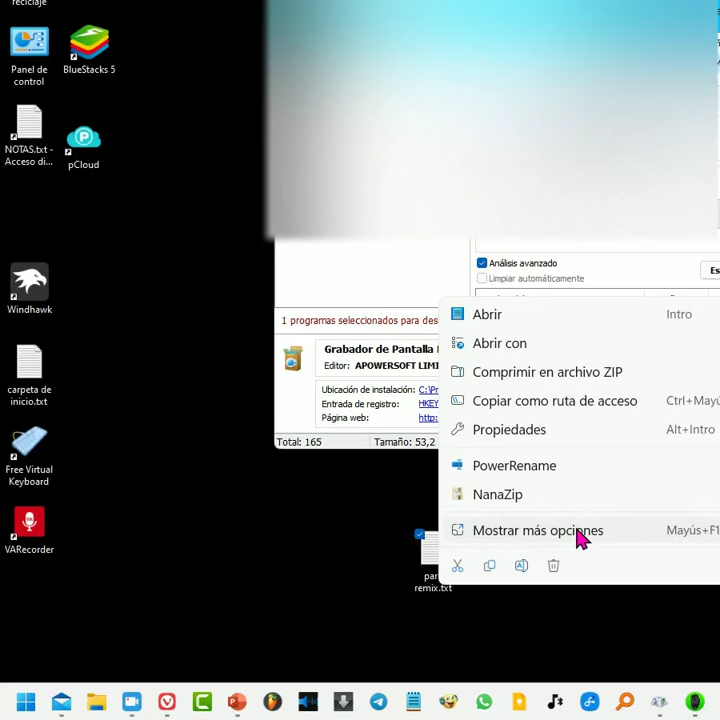 reciclaje
Panel de
control
BlueStacks 5
NOTAS.txt -
Acceso di...
pCloud
Windhawk
carpeta de
inicio.txt
Free Virtual
Keyboard
VARecorder
Análisis avanzado
Limpiar automáticamente
Es
1 programas seleccionados para des
Grabador de Pantalla
Editor: APOWERSOFT LIMI
Ubicación de instalación: C:\Pr
Entrada de registro: HKEY
Página web: http:
Total: 165 Tamaño: 53,2
Abrir Intro
Abrir con
Comprimir en archivo ZIP
Copiar como ruta de acceso Ctrl+Mayú
Propiedades Alt+Intro
PowerRename
NanaZip
Mostrar más opciones Mayús+F1
par
remix.txt